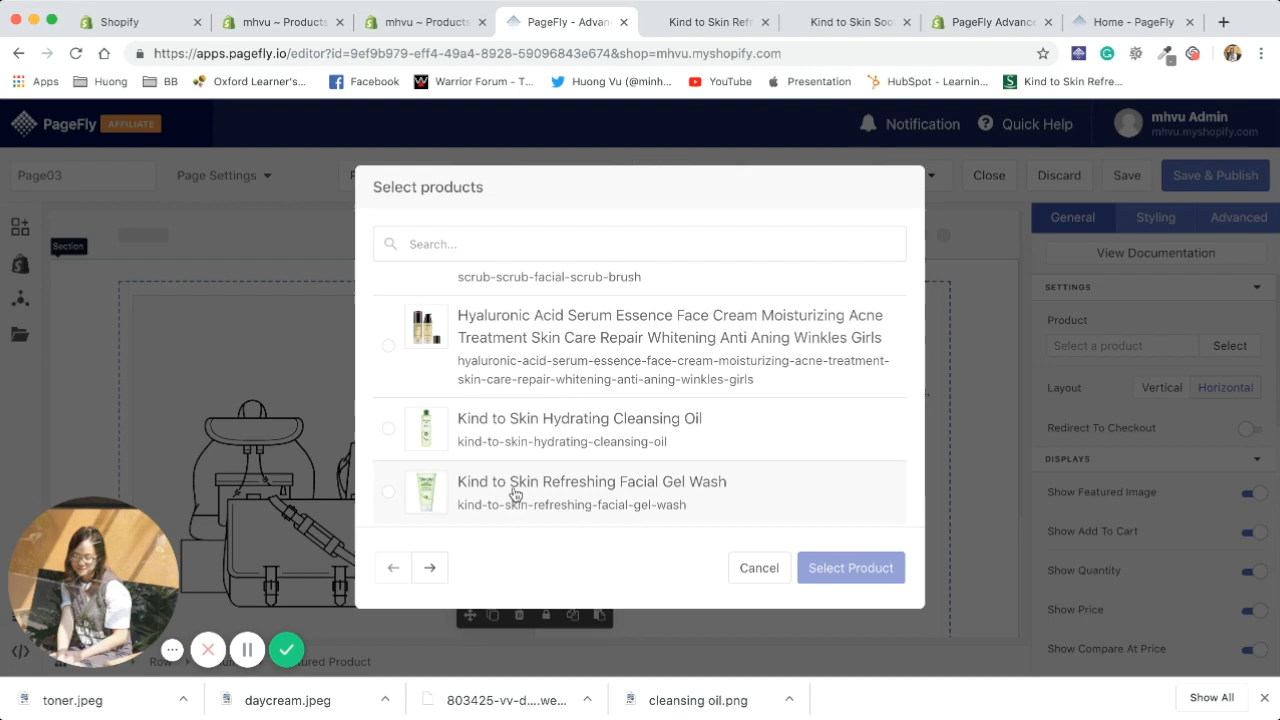 Shopify
mhvu ~ Products
mhvu ~ Products
PageFly - Advan
Kind to Skin Refr
Kind to Skin Soo
PageFly Advance
Home - PageFly
https://apps.pagefly.io/editor?id=9ef9b979-eff4-49a4-8928-59096843e674&shop=mhvu.myshopify.com
Apps
Huong
BB
Oxford Learner's...
Facebook
Warrior Forum - T...
Huong Vu (@minh...
YouTube
Presentation
HubSpot - Learnin...
Kind to Skin Refre...
PageFly AFFILIATE
Notification
Quick Help
mhvu Admin
mhvu.myshopify.com
Page03
Page Settings
Close
Discard
Save
Save & Publish
Select products
General
Styling
Advanced
Section
Search...
View Documentation
scrub-scrub-facial-scrub-brush
SETTINGS
Hyaluronic Acid Serum Essence Face Cream Moisturizing Acne
Treatment Skin Care Repair Whitening Anti Aning Winkles Girls
hyaluronic-acid-serum-essence-face-cream-moisturizing-acne-treatment-
skin-care-repair-whitening-anti-aning-winkles-girls
Product
Select a product
Select
Layout
Vertical
Horizontal
Kind to Skin Hydrating Cleansing Oil
kind-to-skin-hydrating-cleansing-oil
Redirect To Checkout
DISPLAYS
Kind to Skin Refreshing Facial Gel Wash
kind-to-skin-refreshing-facial-gel-wash
Show Featured Image
Show Add To Cart
Show Quantity
Show Price
Show Compare At Price
Cancel
Select Product
Row
toner.jpeg
daycream.jpeg
803425-vv-d....we...
cleansing oil.png
Show All